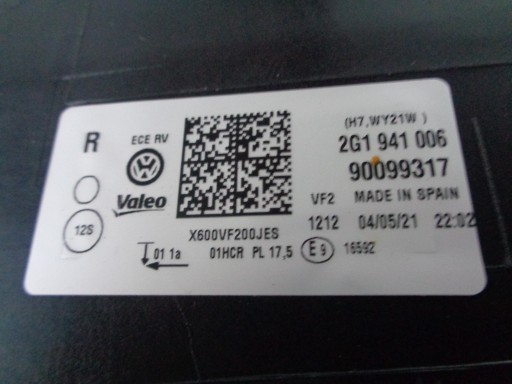 (H7,WY21W )
R ECE RV 2G1 941 006
90099317
Valeo VF2 MADE IN SPAIN
12S X600VF200JES 1212 04/05/21 22:02
01 1a 01HCR PL 17,5 E9 16592